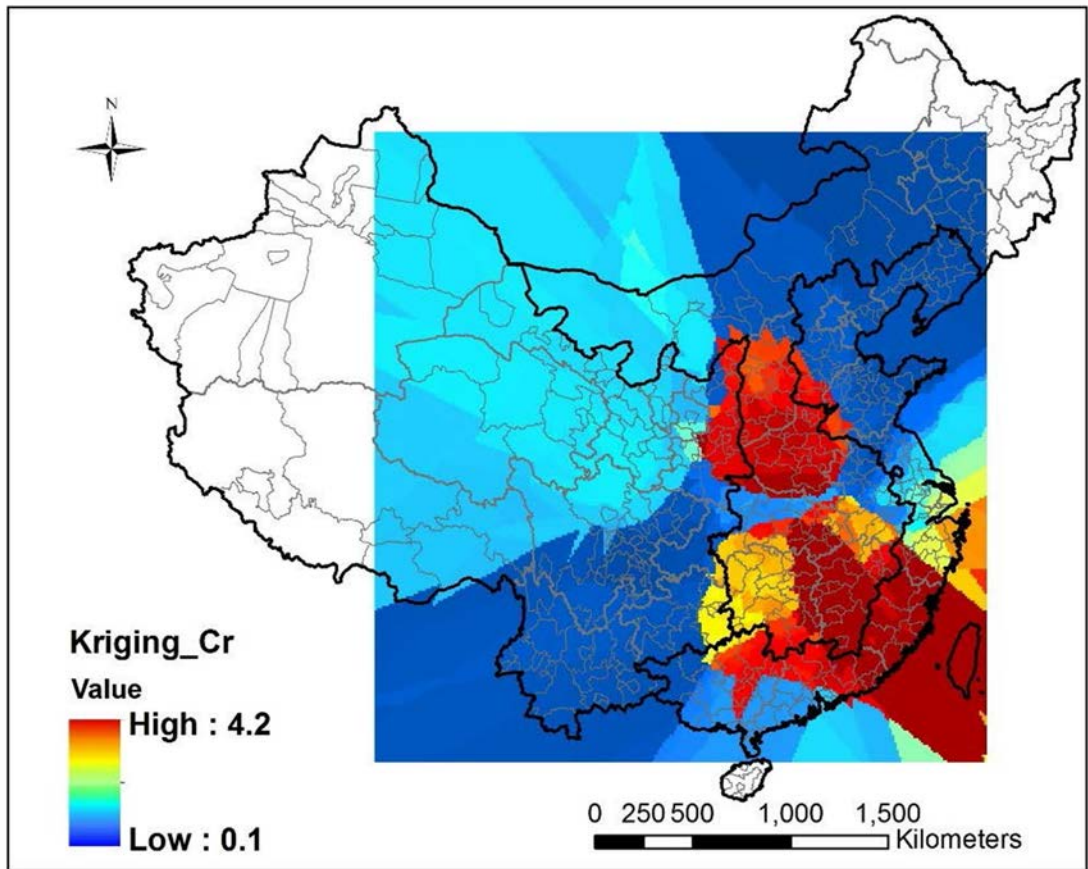 N
Kriging_Cr
Value
High : 4.2
Low : 0.1
0 250 500 1,000 1,500
Kilometers